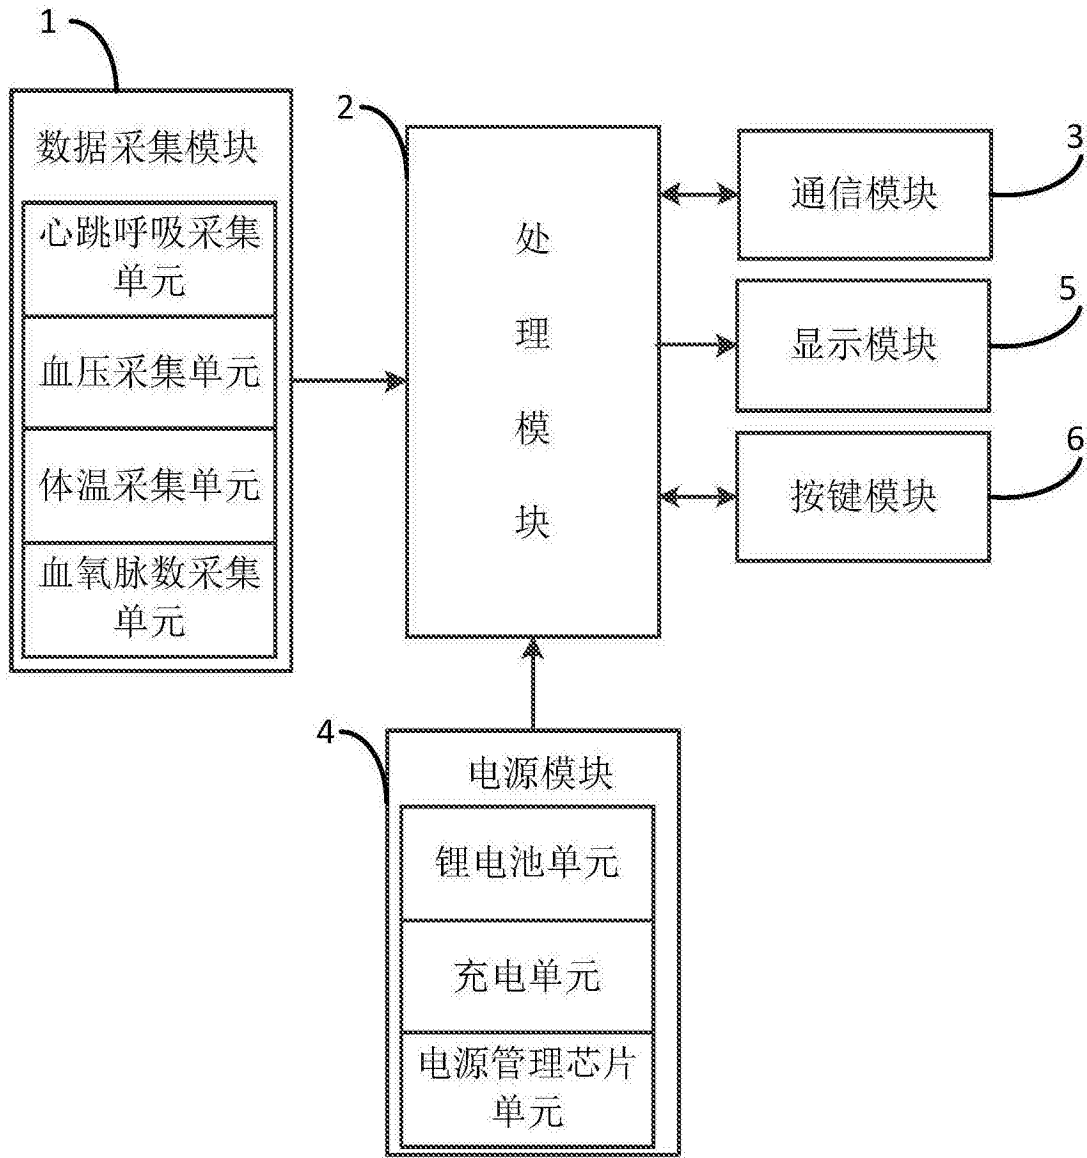 1
数据采集模块
心跳呼吸采集
单元
血压采集单元
体温采集单元
血氧脉数采集
单元
2
处
理
模
块
3
通信模块
5
显示模块
6
按键模块
4
电源模块
锂电池单元
充电单元
电源管理芯片
单元